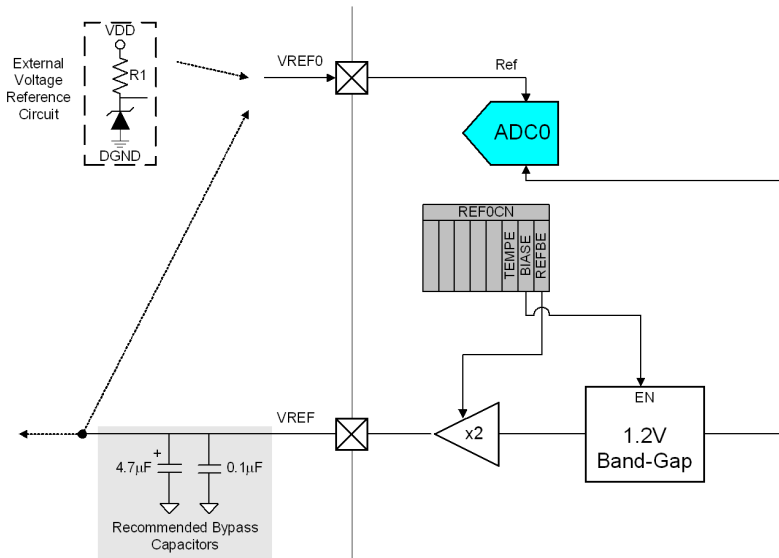 VDD
External
Voltage
Reference
Circuit
R1
DGND
VREF0
Ref
ADC0
REF0CN
TEMPE
BIASE
REFBE
EN
VREF
x2
1.2V
Band-Gap
+
4.7μF
0.1μF
Recommended Bypass
Capacitors